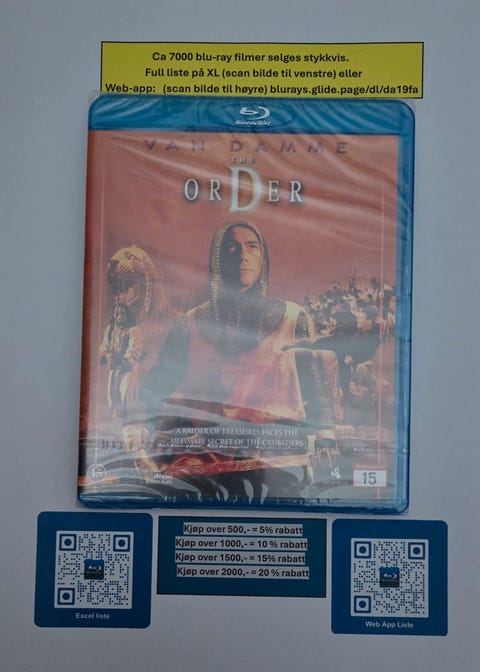 Ca 7000 blu-ray filmer selges stykkvis.
Full liste på XL (scan bilde til venstre) eller
Web-app: (scan bilde til høyre) blurays.glide.page/dl/da19fa
VAN DAMME
THE
ORDER
A RAIDER OF TREASURES FACES THE
ULTIMATE SECRET OF THE CRUSADERS
15
15
Kjøp over 500,- = 5% rabatt
Kjøp over 1000,- = 10 % rabatt
Kjøp over 1500,- = 15% rabatt
Kjøp over 2000,- = 20 % rabatt
Excel liste
Web App Liste